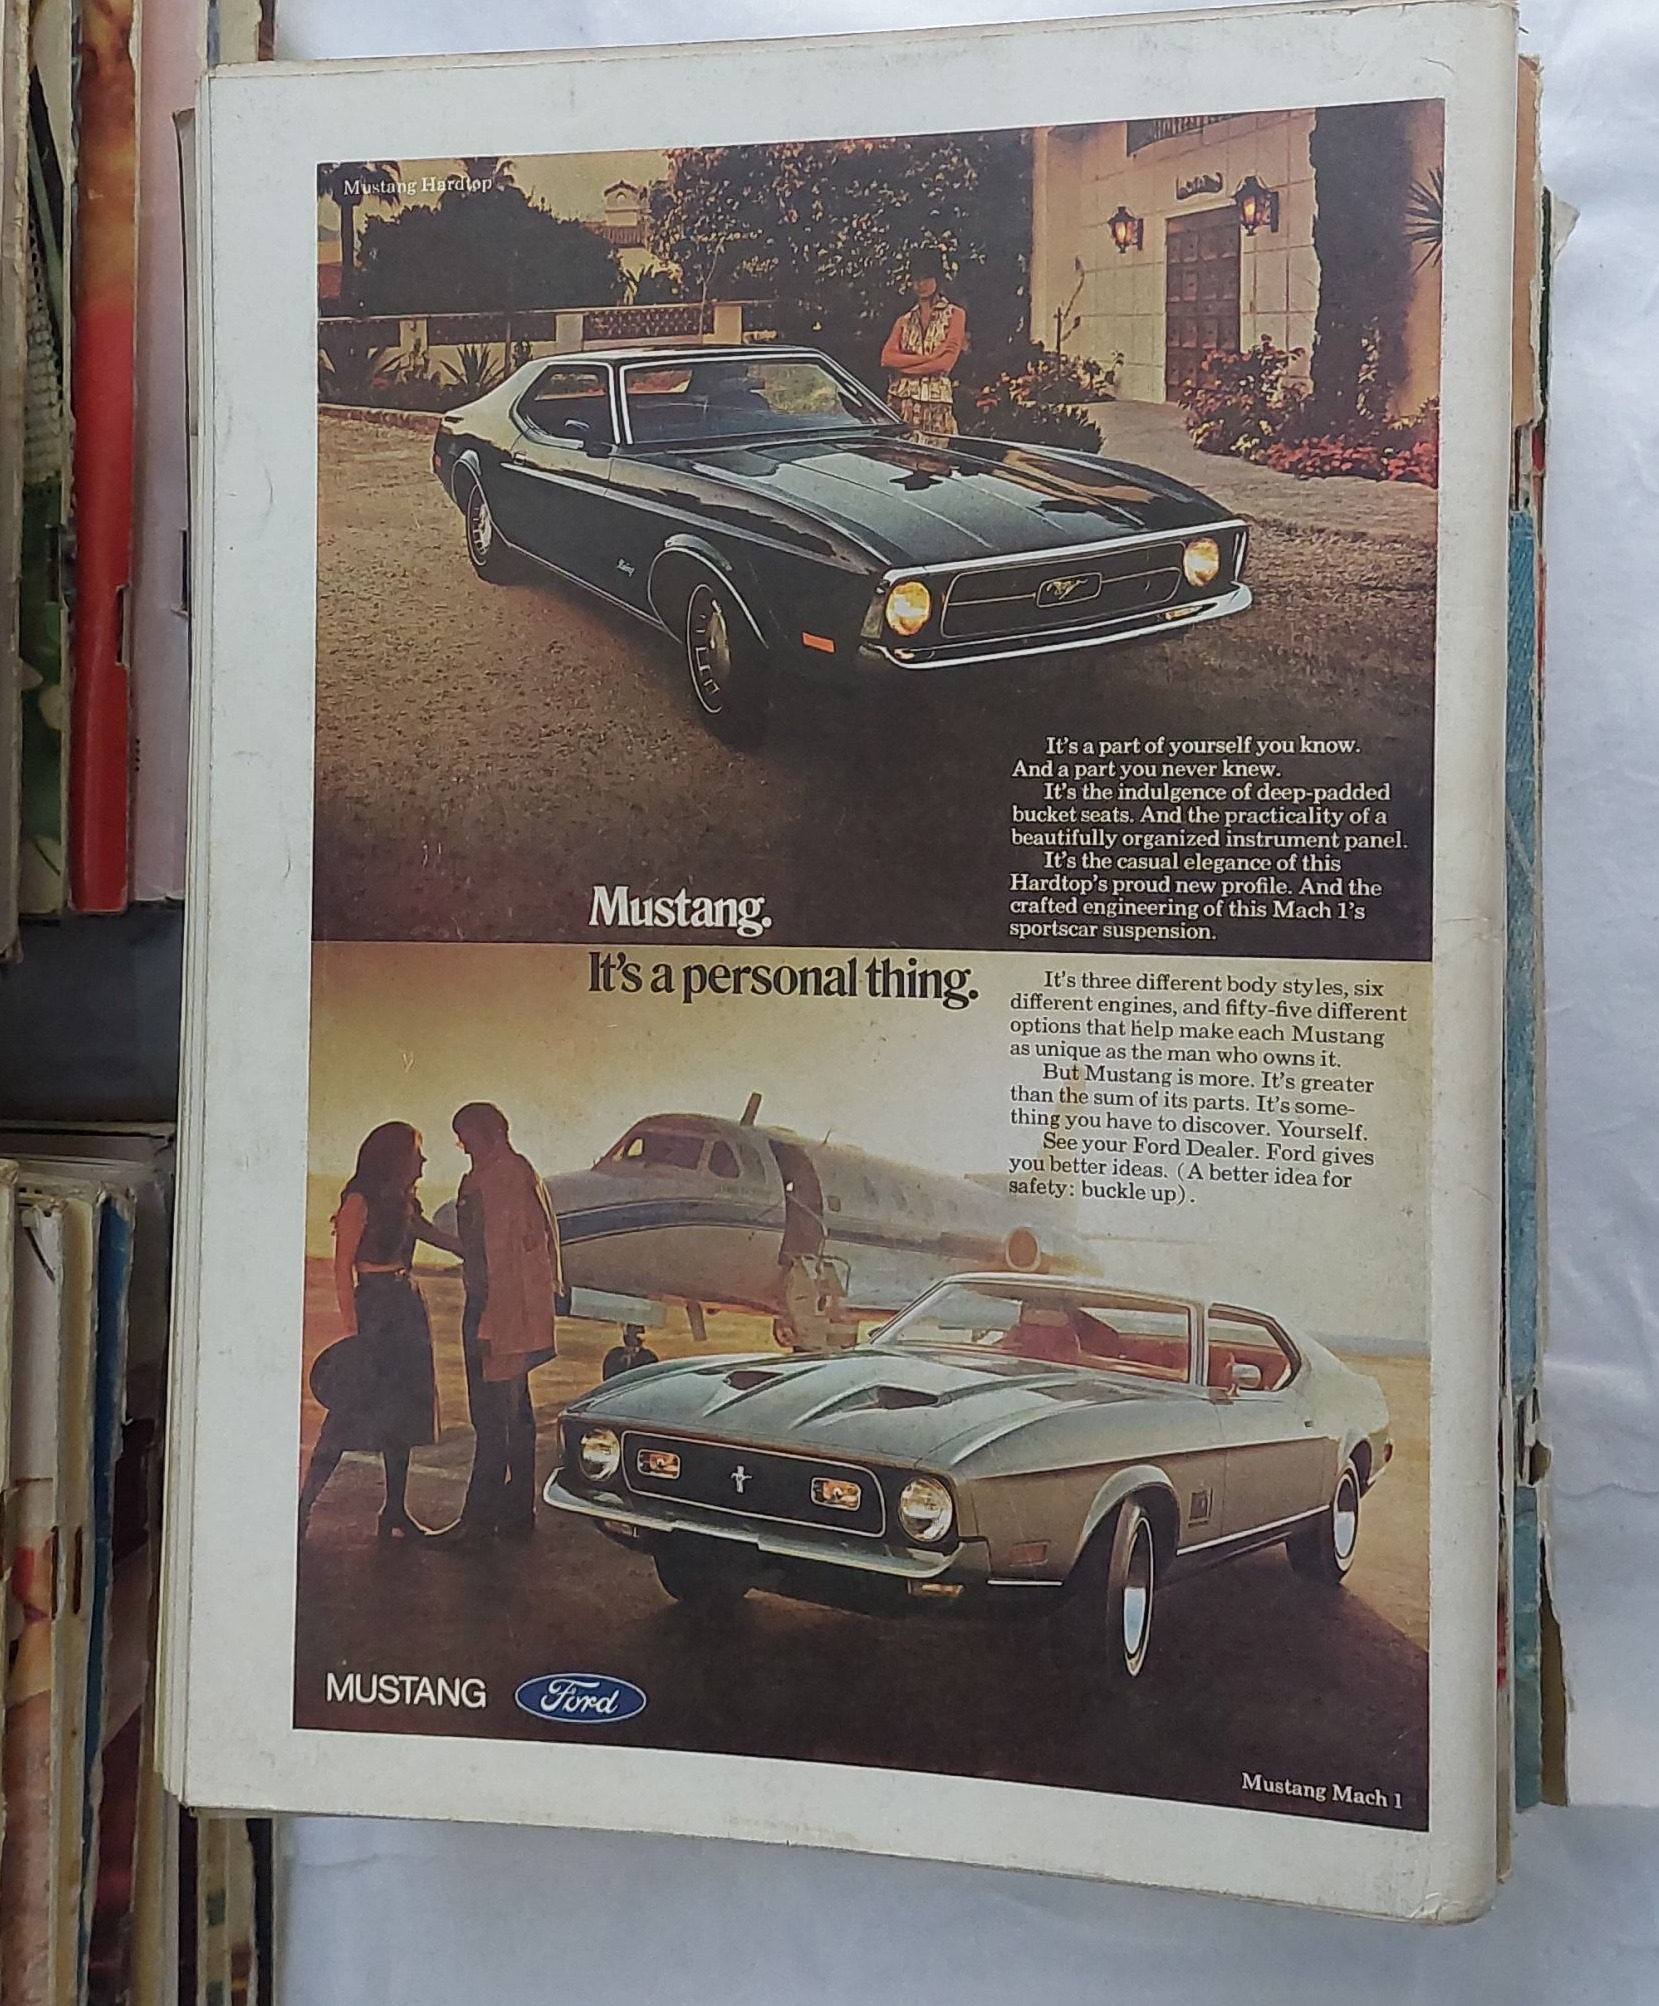 Mustang Hardtop
It's a part of yourself you know.
And a part you never knew.
It's the indulgence of deep-padded
bucket seats. And the practicality of a
beautifully organized instrument panel.
It's the casual elegance of this
Hardtop's proud new profile. And the
crafted engineering of this Mach 1's
sportscar suspension.
Mustang.
It's a personal thing.
It's three different body styles, six
different engines, and fifty-five different
options that help make each Mustang
as unique as the man who owns it.
But Mustang is more. It's greater
than the sum of its parts. It's some-
thing you have to discover. Yourself.
See your Ford Dealer. Ford gives
you better ideas. (A better idea for
safety: buckle up).
MUSTANG Ford
Mustang Mach 1